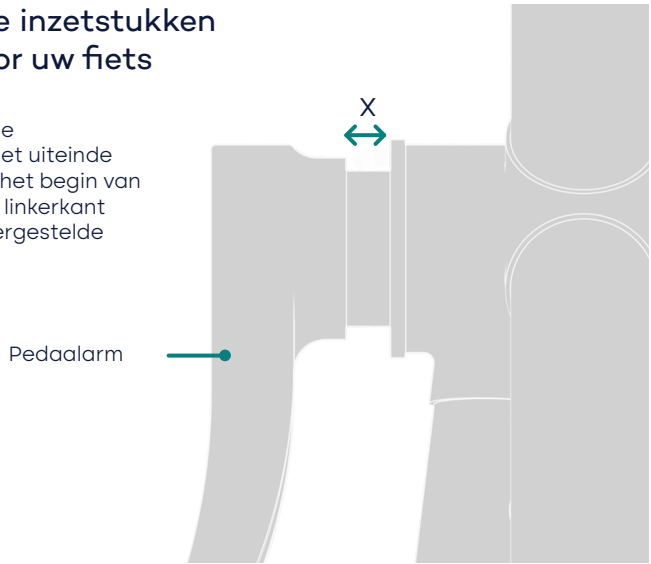 e inzetstukken
or uw fiets
X
e
et uiteinde
het begin van
linkerkant
ergestelde
Pedaalarm